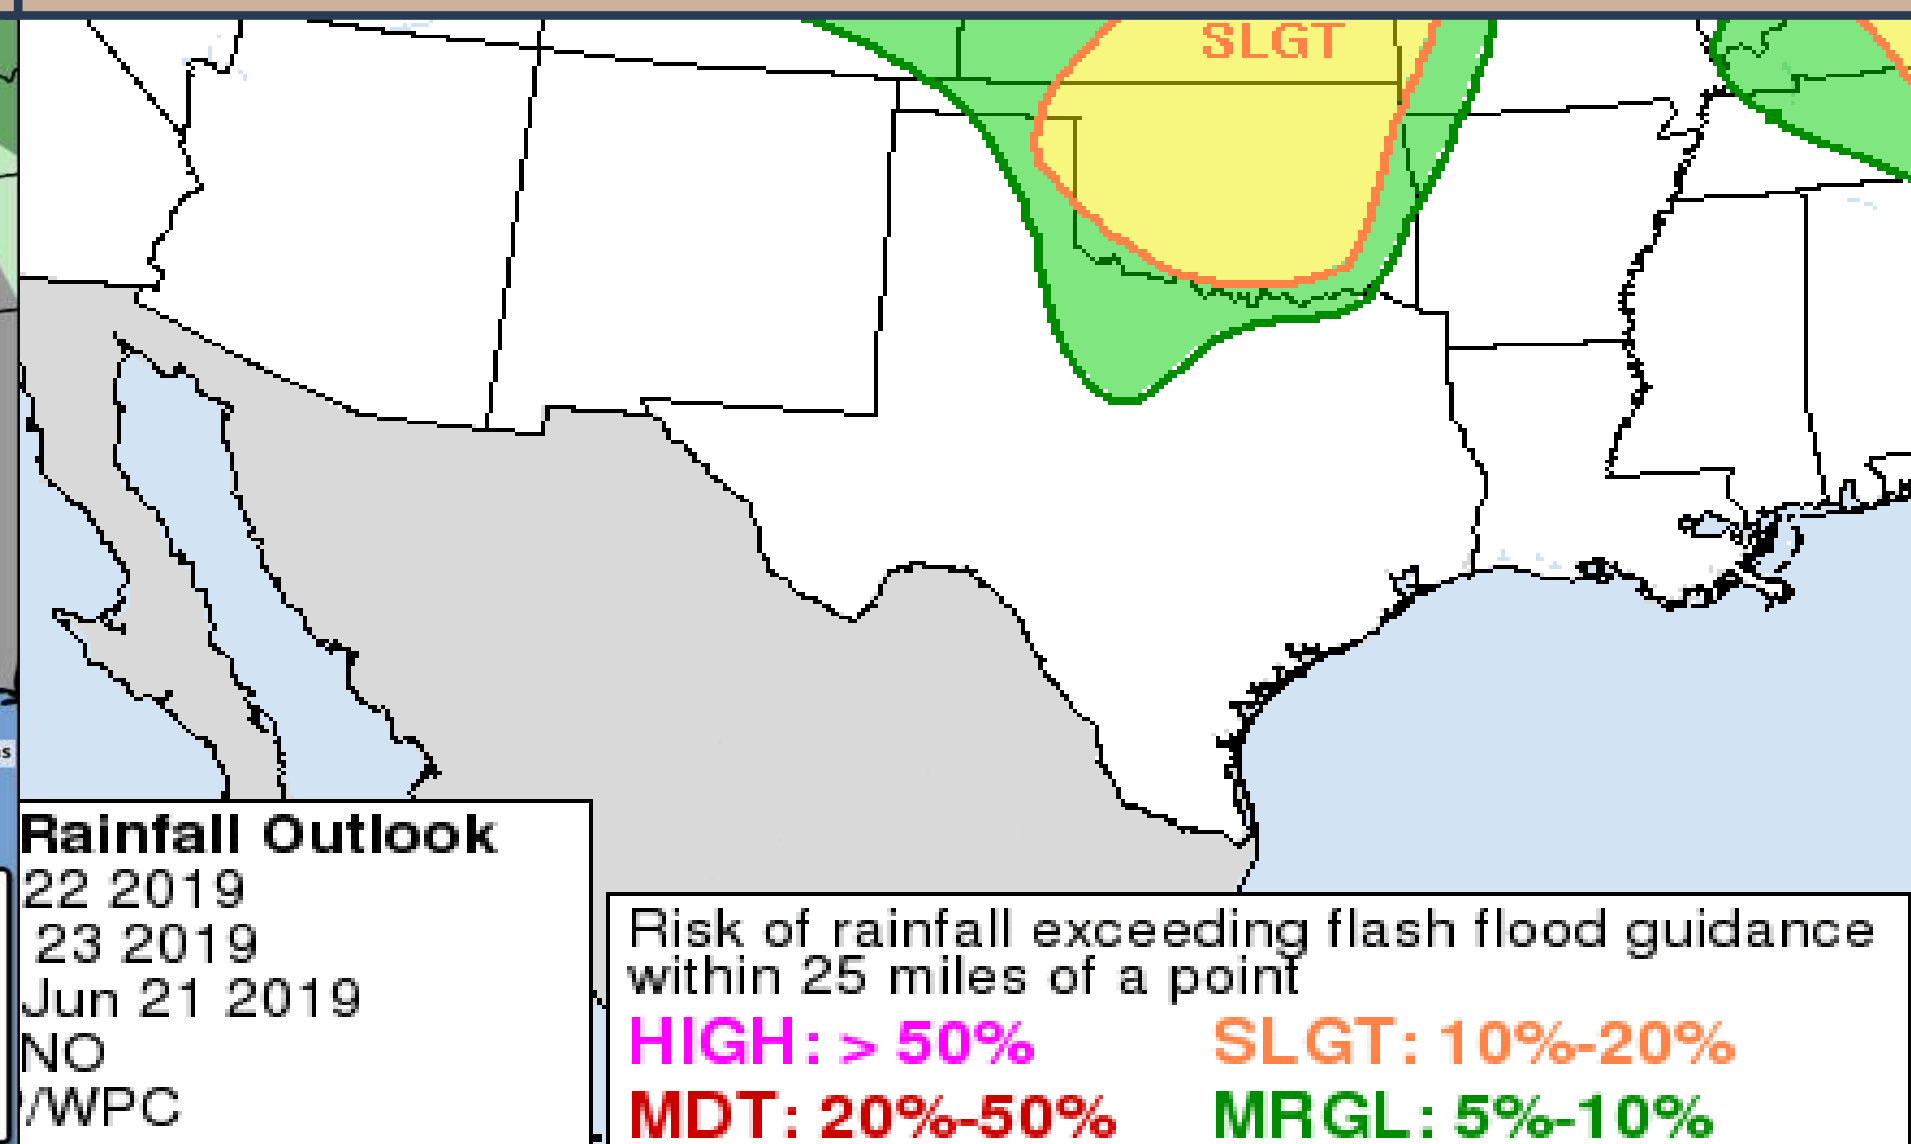 SLGT
s
Rainfall Outlook
22 2019
23 2019
Jun 21 2019
NO
/WPC
Risk of rainfall exceeding flash flood guidance
within 25 miles of a point
HIGH: > 50% SLGT: 10%-20%
MDT: 20%-50% MRGL: 5%-10%